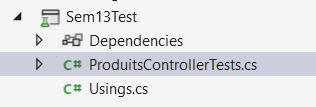 Sem13Test
Dependencies
C# ProduitsControllerTests.cs
C# Usings.cs